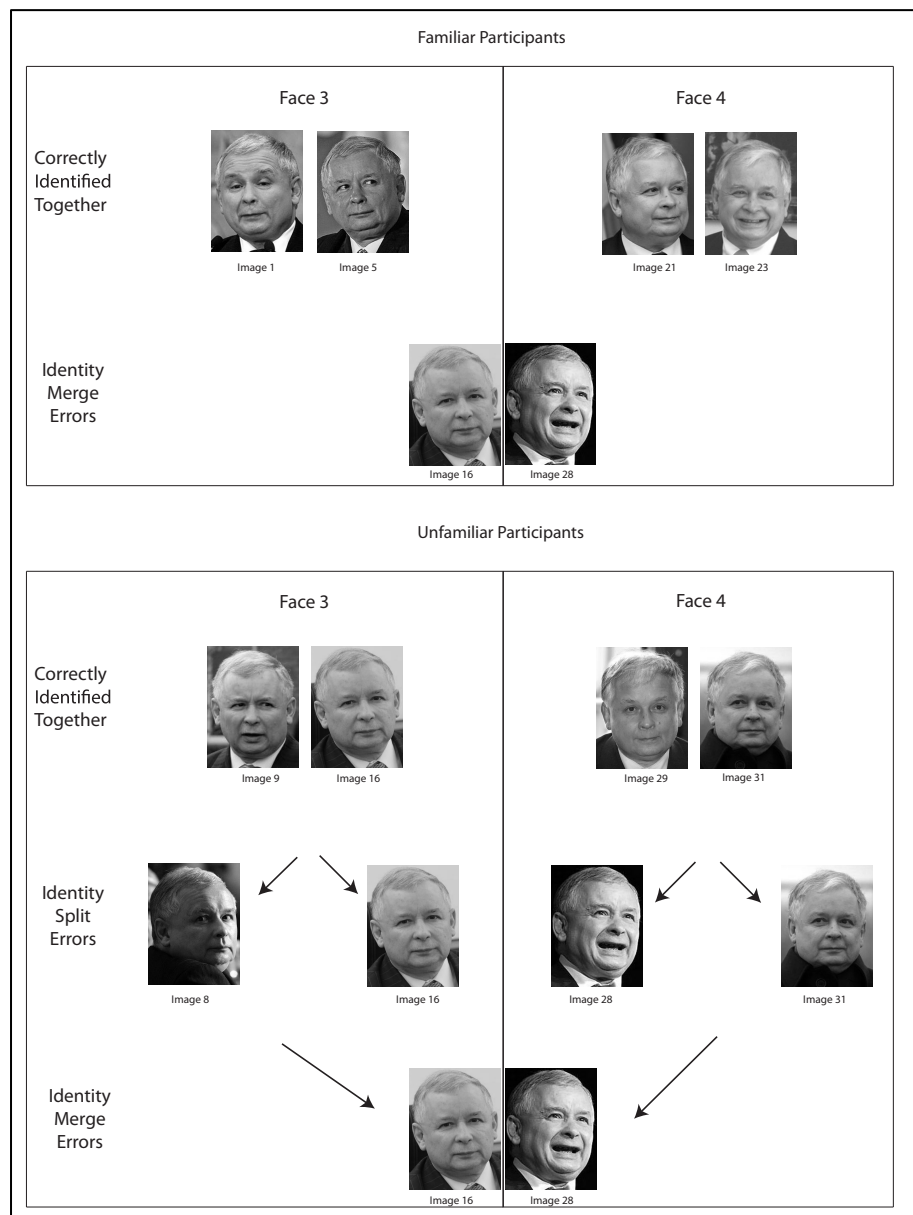 Familiar Participants
Face 3
Face 4
Correctly
Identified
Together
Image 1
Image 5
Image 21
Image 23
Identity
Merge
Errors
Image 16
Image 28
Unfamiliar Participants
Face 3
Face 4
Correctly
Identified
Together
Image 9
Image 16
Image 29
Image 31
Identity
Split
Errors
Image 8
Image 16
Image 28
Image 31
Identity
Merge
Errors
Image 16
Image 28